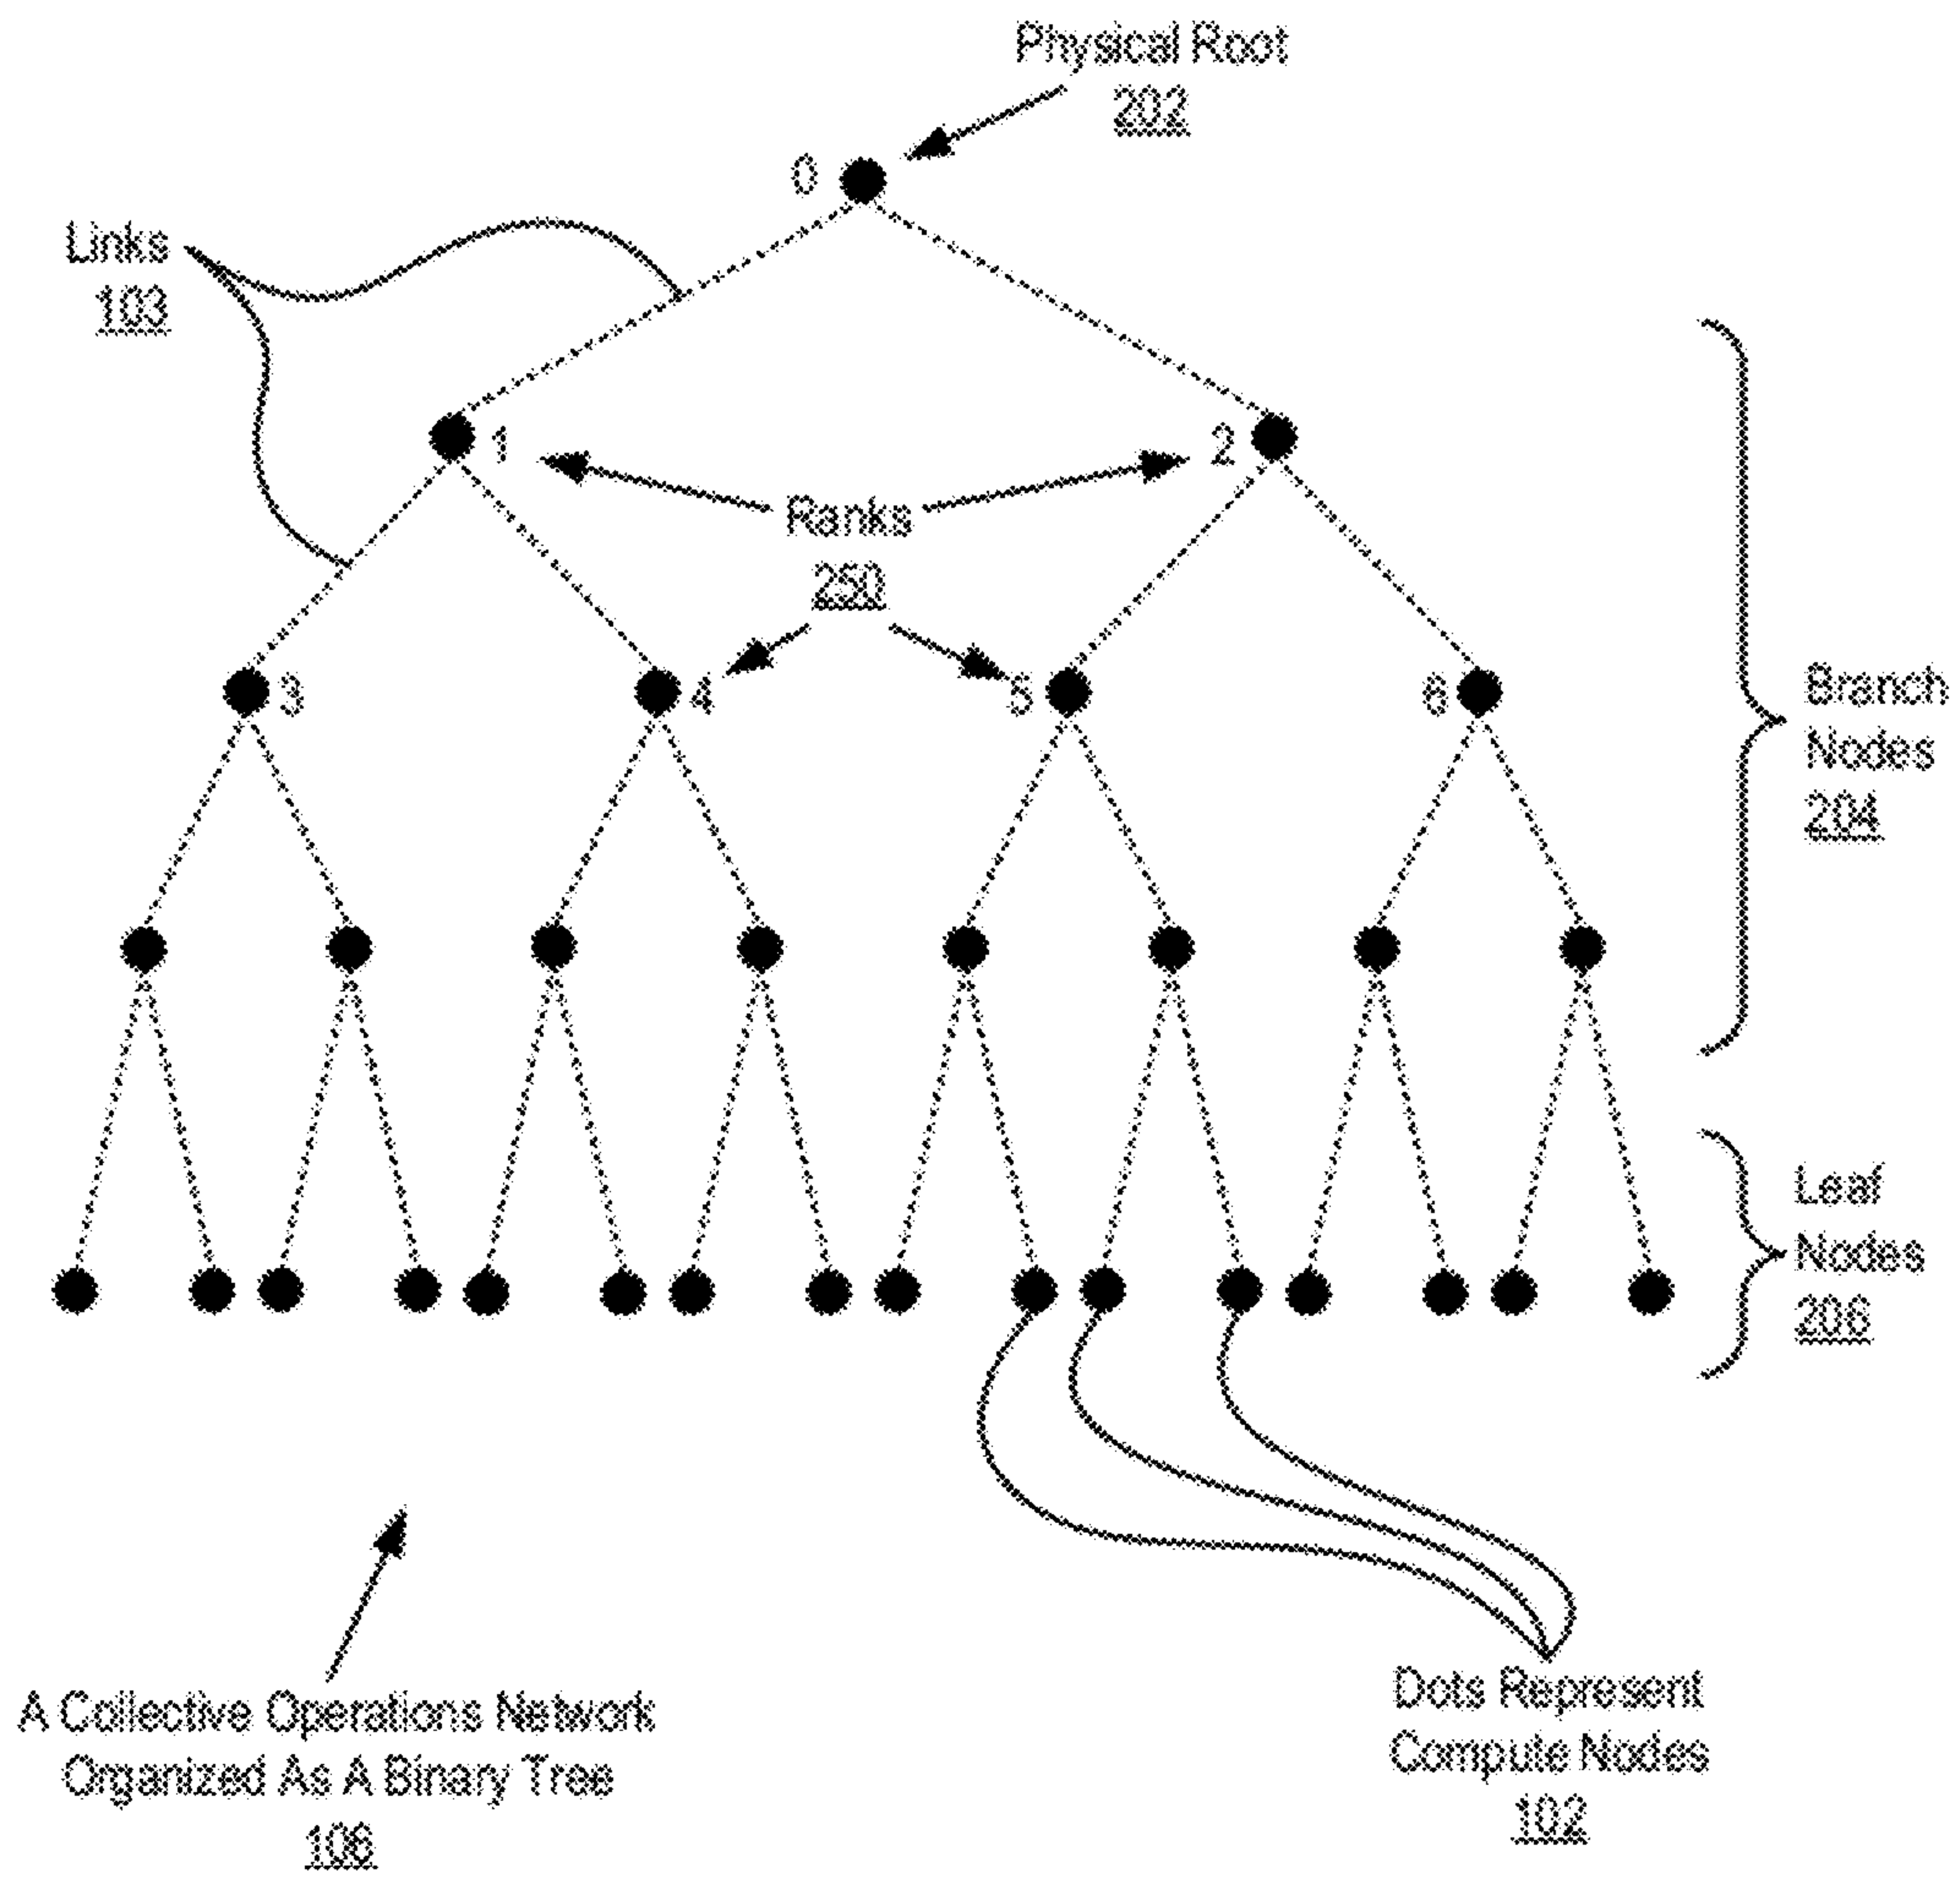 Physical Root
202
0
Links
103
1
2
Ranks
250
3
4
5
6
Branch
Nodes
204
Leaf
Nodes
206
A Collective Operations Network
Organized As A Binary Tree
106
Dots Represent
Compute Nodes
102